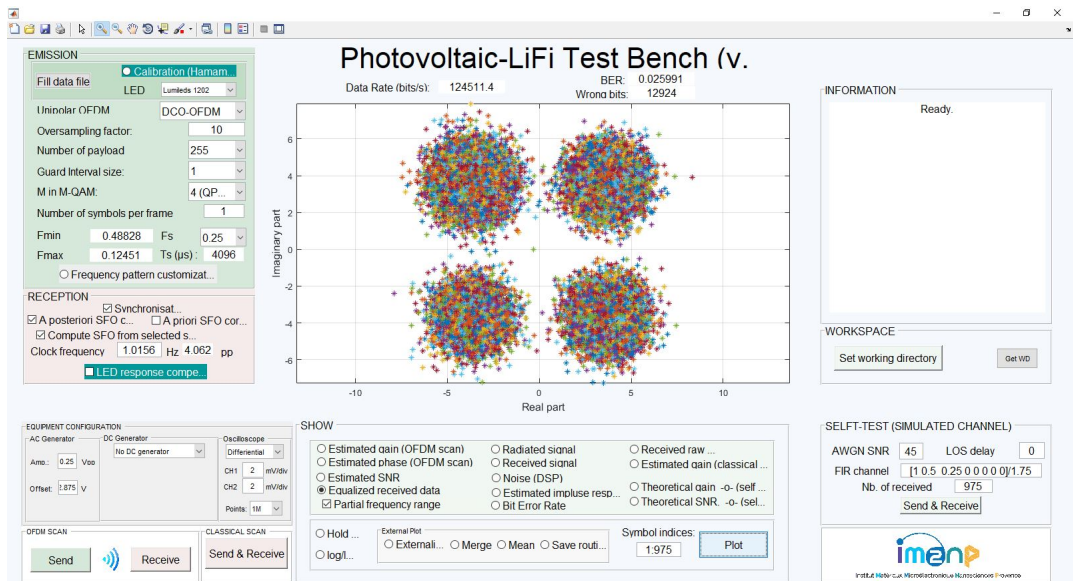 Photovoltaic-LiFi Test Bench (v.
EMISSION
Fill data file
Calibration (Hamam...
LED Lumileds 1202
Unipolar OFDM DCO-OFDM
Oversampling factor: 10
Number of payload 255
Guard Interval size: 1
M in M-QAM: 4 (QP...
Number of symbols per frame 1
Fmin 0.48828 Fs 0.25
Fmax 0.12451 Ts (µs) : 4096
Frequency pattern customizat...
RECEPTION
Synchronisat...
A posteriori SFO c... A priori SFO cor...
Compute SFO from selected s...
Clock frequency 1.0156 Hz 4.062 pp
LED response compe...
Data Rate (bits/s): 124511.4
BER: 0.025991
Wrong bits: 12924
6
4
2
0
-2
-4
-6
Imaginary part
-10 -5 0 5 10
Real part
INFORMATION
Ready.
WORKSPACE
Set working directory Get WD
EQUIPMENT CONFIGURATION
AC Generator
Amp.: 0.25 Vpp
Offset: 2.875 V
DC Generator
No DC generator
Oscilloscope
Differiential
CH1 2 mV/div
CH2 2 mV/div
Points: 1M
OFDM SCAN
Send Receive
CLASSICAL SCAN
Send & Receive
SHOW
Estimated gain (OFDM scan) Radiated signal Received raw ...
Estimated phase (OFDM scan) Received signal Estimated gain (classical ...
Estimated SNR Noise (DSP)
Equalized received data Estimated impluse resp... Theoretical gain -o- (self ...
Partial frequency range Bit Error Rate Theoretical SNR. -o- (sel...
Hold ...
log/l...
External Plot
Externali... Merge Mean Save routi...
Symbol indices:
1:975
Plot
SELFT-TEST (SIMULATED CHANNEL)
AWGN SNR 45 LOS delay 0
FIR channel [1 0.5 0.25 0 0 0 0 0]/1.75
Nb. of received 975
Send & Receive
im2np
Institut Matériaux Microélectronique Nanosciences Provence